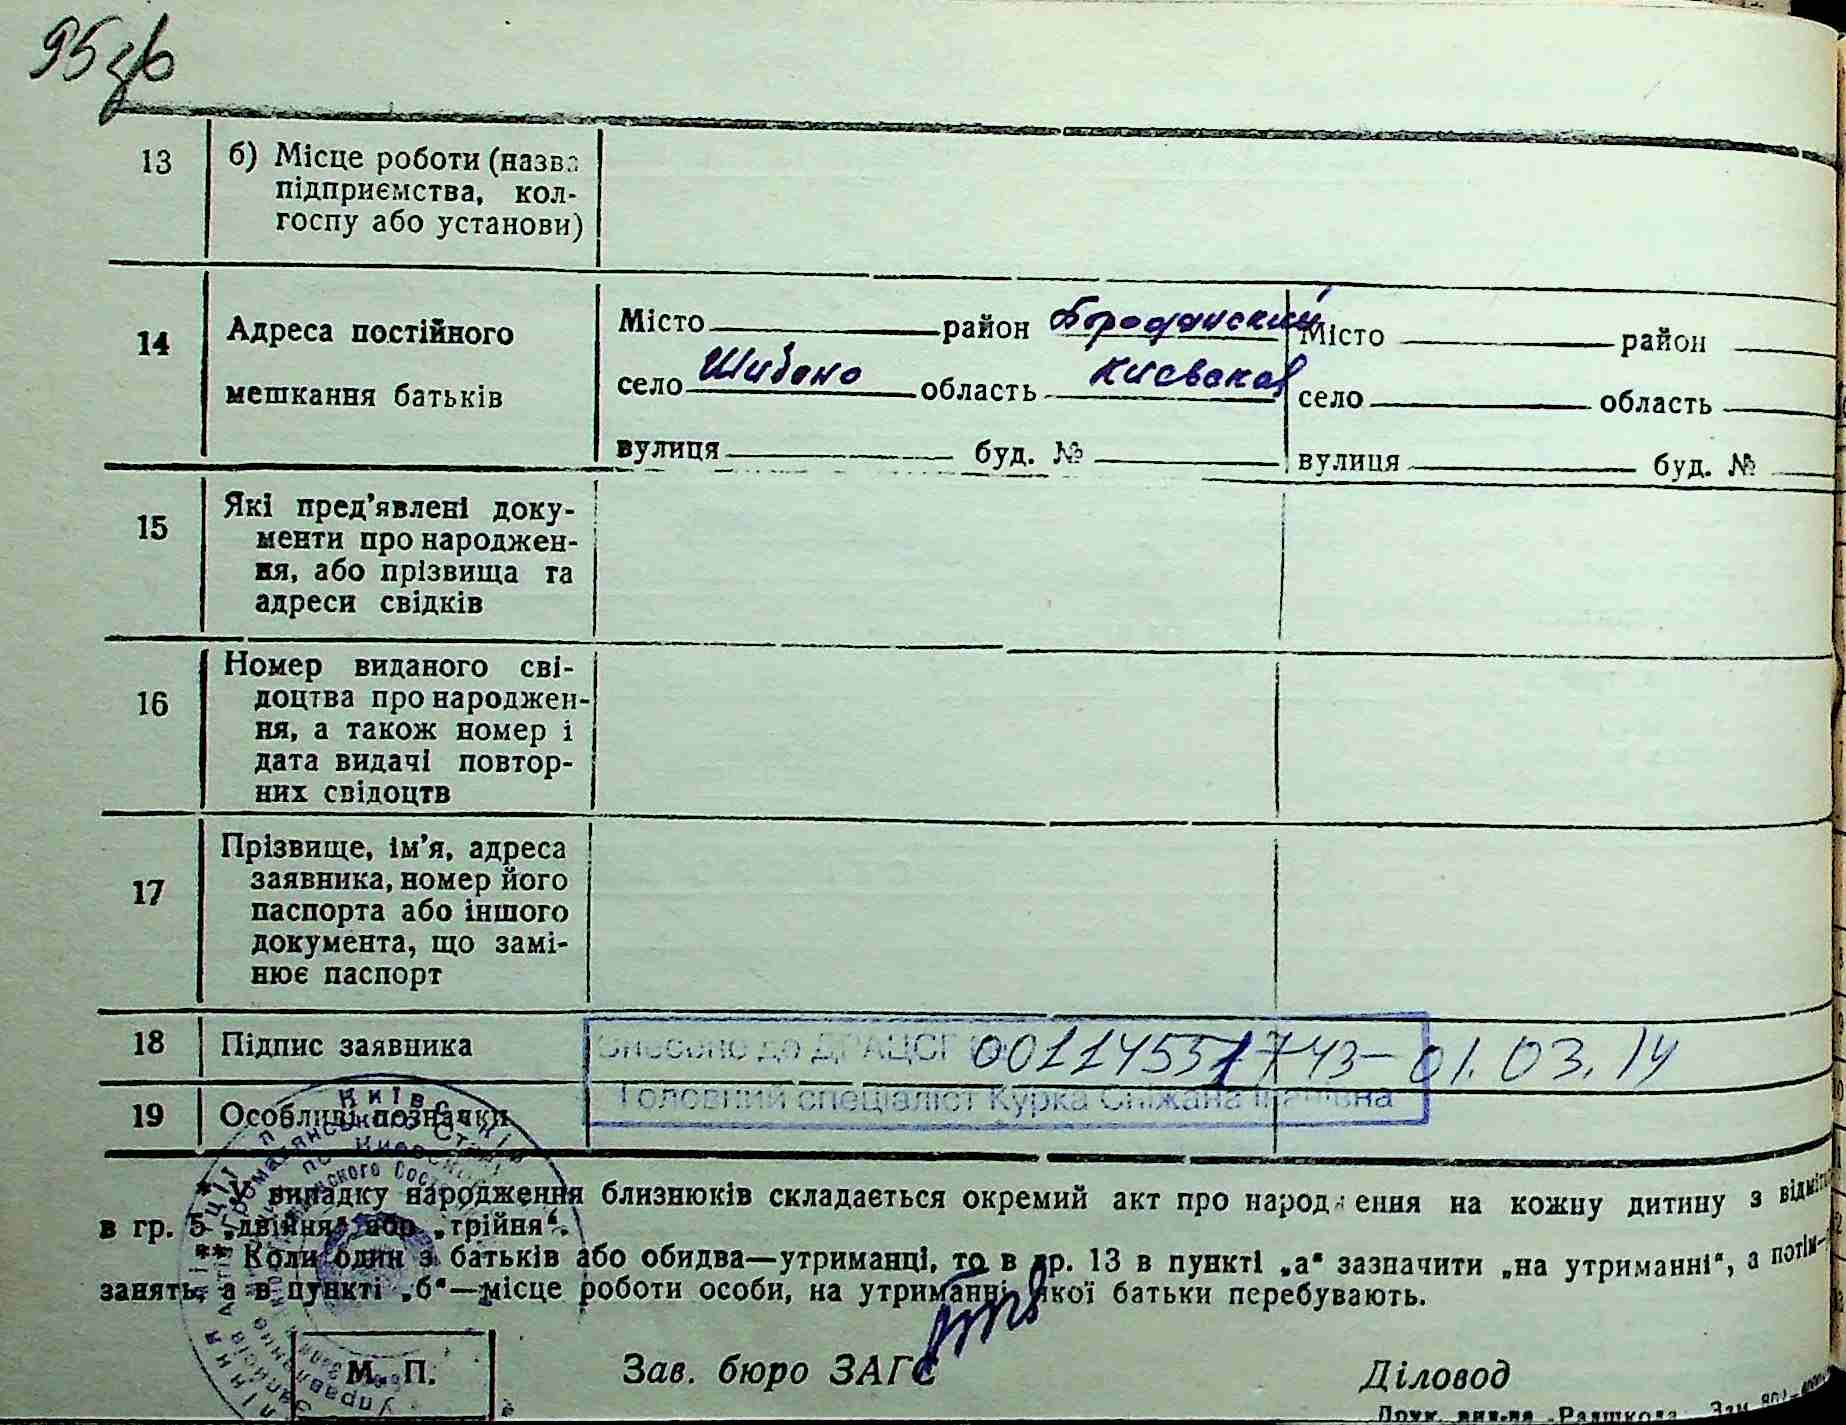 95зв
13 б) Місце роботи (назва
підприємства, кол-
госпу або установи)
14 Адреса постійного
мешкання батьків
Місто район Бородянский Місто район
село Шибено область Киевская село область
вулиця буд. № вулиця буд. №
15 Які пред'явлені доку-
менти про народжен-
ня, або прізвища та
адреси свідків
16 Номер виданого сві-
доцтва про народжен-
ня, а також номер і
дата видачі повтор-
них свідоцтв
17 Прізвище, ім'я, адреса
заявника, номер його
паспорта або іншого
документа, що замі-
нює паспорт
18 Підпис заявника
Внесено до ДРАЦСГ 00114551743-01.03.14
Головний спеціаліст Курка Сніжана Іванівна
19 Особливі позначки
* У випадку народження близнюків складається окремий акт про народження на кожну дитину з відміт
в гр. 5 „двійня“ або „трійня“.
** Коли один з батьків або обидва—утриманці, то в гр. 13 в пункті „а“ зазначити „на утриманні“, а потім—
занять, а в пункті „б“—місце роботи особи, на утриманні якої батьки перебувають.
М. П. Зав. бюро ЗАГС Діловод